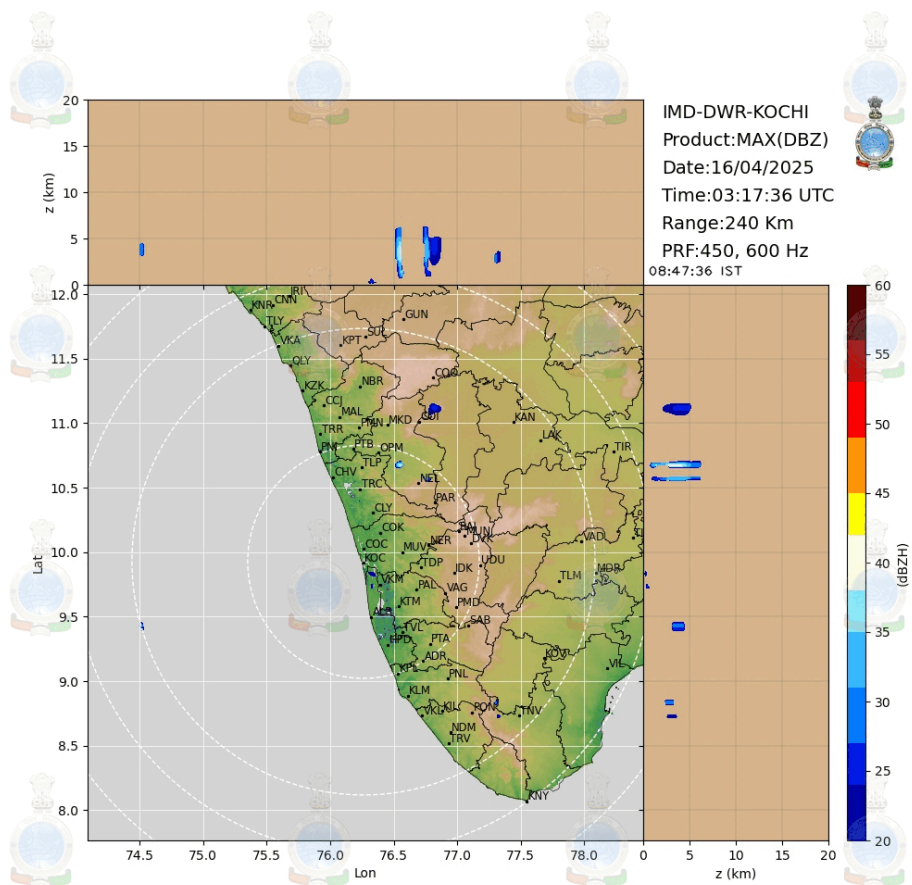 IMD-DWR-KOCHI
Product:MAX(DBZ)
Date:16/04/2025
Time:03:17:36 UTC
Range:240 Km
PRF:450, 600 Hz
08:47:36 IST
20
15
10
5
0
z (km)
12.0
11.5
11.0
10.5
10.0
9.5
9.0
8.5
8.0
Lat
IRI
CNN
KNR
TLY
GUN
SUL
VKA
KPT
QLY
COO
NBR
KZK
CCJ
MAL
MKD
KAN
TRR
LAK
PTB
OPM
TIR
TLP
CHV
NEL
TRC
PAR
CLY
COK
MUN
VAD
COC
MUV
NER
KOC
TDP
IDK
UDU
MDR
VKM
PAL
VAG
TLM
KTM
PMD
TVL
SAB
PTA
HPD
ADR
KOV
VIL
KPL
PNL
KLM
VKL
KIL
PON
TNV
NDM
TRV
KNY
74.5 75.0 75.5 76.0 76.5 77.0 77.5 78.0
Lon
0 5 10 15 20
z (km)
60
55
50
45
40
35
30
25
20
(dBZH)